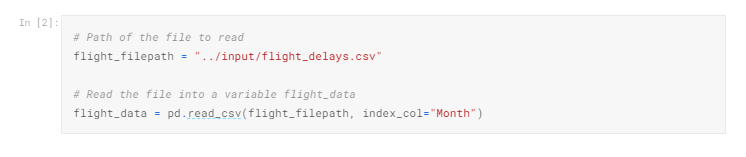 In [2]:
# Path of the file to read
flight_filepath = "../input/flight_delays.csv"
# Read the file into a variable flight_data
flight_data = pd.read_csv(flight_filepath, index_col="Month")